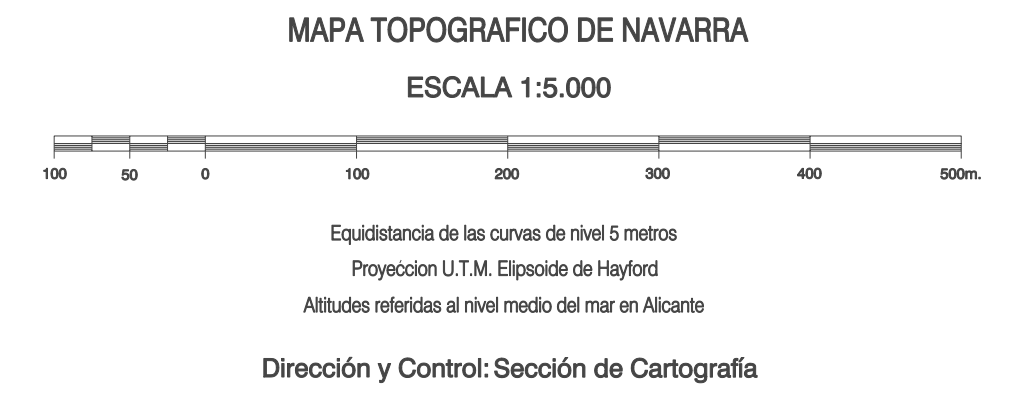 MAPA TOPOGRAFICO DE NAVARRA
ESCALA 1:5.000
100 50 0 100 200 300 400 500m.
Equidistancia de las curvas de nivel 5 metros
Proyeċcion U.T.M. Elipsoide de Hayford
Altitudes referidas al nivel medio del mar en Alicante
Dirección y Control: Sección de Cartografía